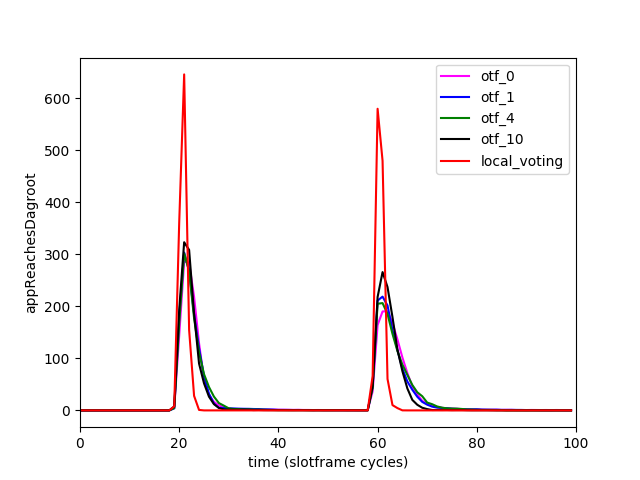 otf_0
otf_1
otf_4
otf_10
local_voting
appReachesDagroot
600
500
400
300
200
100
0
0 20 40 60 80 100
time (slotframe cycles)